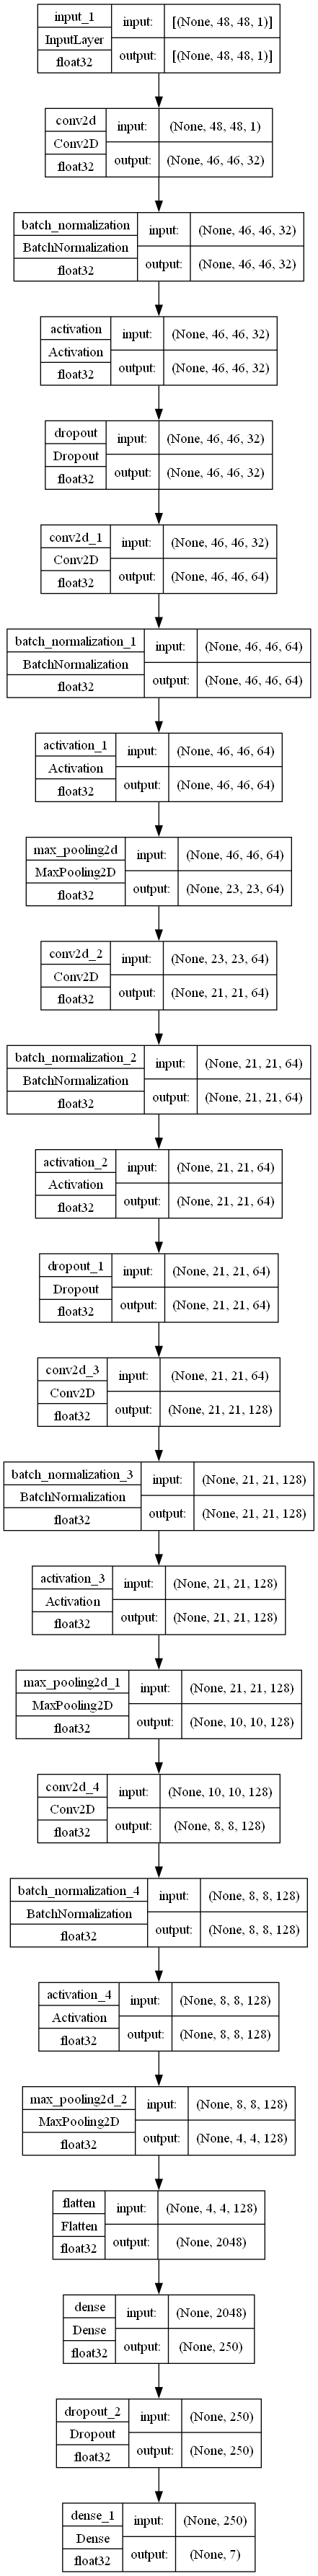 input_1 input: [(None, 48, 48, 1)]
InputLayer
float32 output: [(None, 48, 48, 1)]
conv2d input: (None, 48, 48, 1)
Conv2D
float32 output: (None, 46, 46, 32)
batch_normalization input: (None, 46, 46, 32)
BatchNormalization
float32 output: (None, 46, 46, 32)
activation input: (None, 46, 46, 32)
Activation
float32 output: (None, 46, 46, 32)
dropout input: (None, 46, 46, 32)
Dropout
float32 output: (None, 46, 46, 32)
conv2d_1 input: (None, 46, 46, 32)
Conv2D
float32 output: (None, 46, 46, 64)
batch_normalization_1 input: (None, 46, 46, 64)
BatchNormalization
float32 output: (None, 46, 46, 64)
activation_1 input: (None, 46, 46, 64)
Activation
float32 output: (None, 46, 46, 64)
max_pooling2d input: (None, 46, 46, 64)
MaxPooling2D
float32 output: (None, 23, 23, 64)
conv2d_2 input: (None, 23, 23, 64)
Conv2D
float32 output: (None, 21, 21, 64)
batch_normalization_2 input: (None, 21, 21, 64)
BatchNormalization
float32 output: (None, 21, 21, 64)
activation_2 input: (None, 21, 21, 64)
Activation
float32 output: (None, 21, 21, 64)
dropout_1 input: (None, 21, 21, 64)
Dropout
float32 output: (None, 21, 21, 64)
conv2d_3 input: (None, 21, 21, 64)
Conv2D
float32 output: (None, 21, 21, 128)
batch_normalization_3 input: (None, 21, 21, 128)
BatchNormalization
float32 output: (None, 21, 21, 128)
activation_3 input: (None, 21, 21, 128)
Activation
float32 output: (None, 21, 21, 128)
max_pooling2d_1 input: (None, 21, 21, 128)
MaxPooling2D
float32 output: (None, 10, 10, 128)
conv2d_4 input: (None, 10, 10, 128)
Conv2D
float32 output: (None, 8, 8, 128)
batch_normalization_4 input: (None, 8, 8, 128)
BatchNormalization
float32 output: (None, 8, 8, 128)
activation_4 input: (None, 8, 8, 128)
Activation
float32 output: (None, 8, 8, 128)
max_pooling2d_2 input: (None, 8, 8, 128)
MaxPooling2D
float32 output: (None, 4, 4, 128)
flatten input: (None, 4, 4, 128)
Flatten
float32 output: (None, 2048)
dense input: (None, 2048)
Dense
float32 output: (None, 250)
dropout_2 input: (None, 250)
Dropout
float32 output: (None, 250)
dense_1 input: (None, 250)
Dense
float32 output: (None, 7)